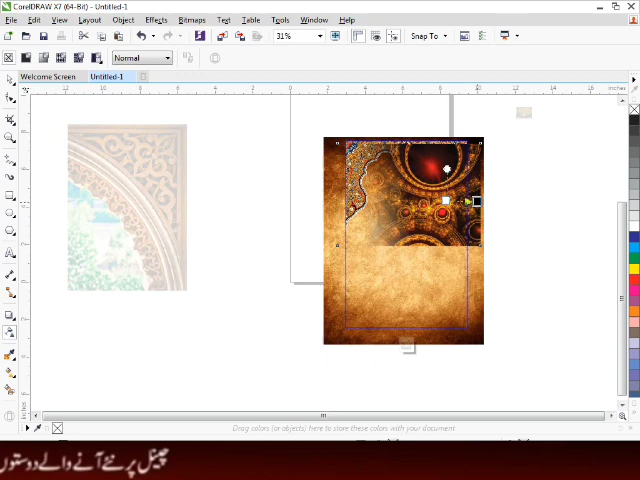 CorelDRAW X7 (64-Bit) - Untitled-1
File Edit View Layout Object Effects Bitmaps Text Table Tools Window Help
31% Snap To
Normal
Welcome Screen Untitled-1
inches
inches
Drag colors (or objects) here to store these colors with your document
چینل پر نئے آنے والے دوستوں